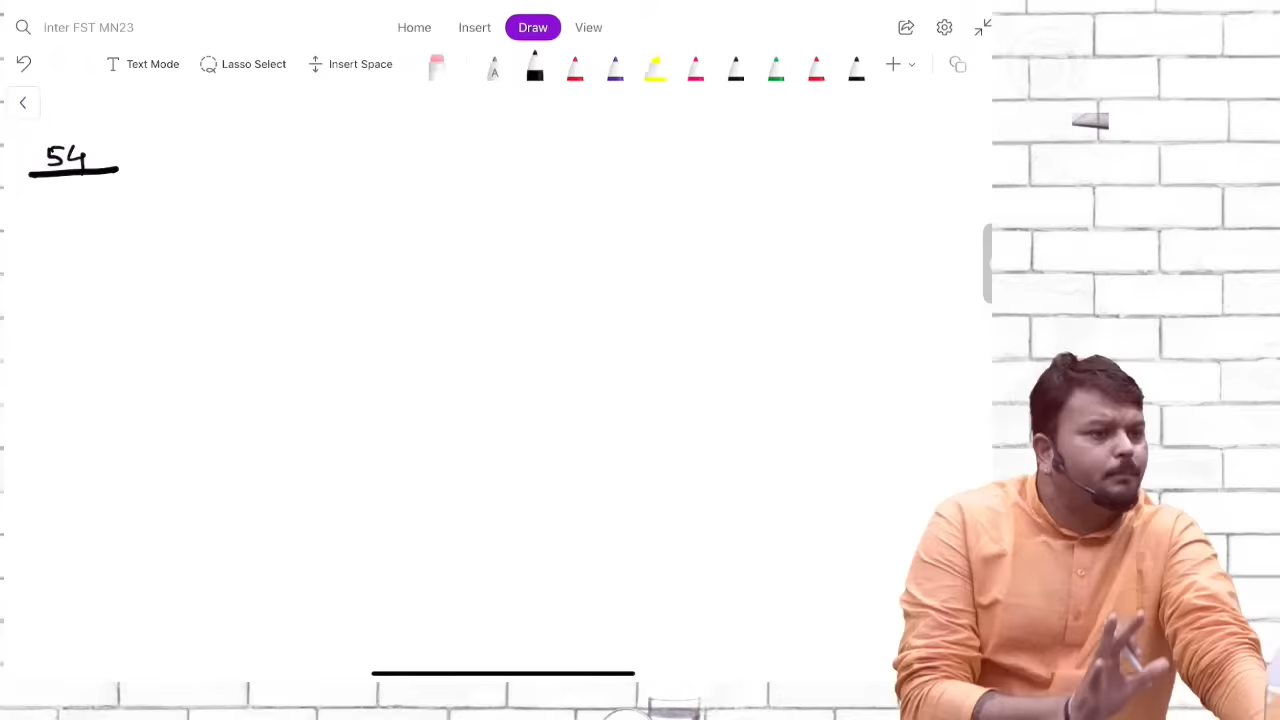 Inter FST MN23
Home Insert Draw View
Text Mode Lasso Select Insert Space
A
54